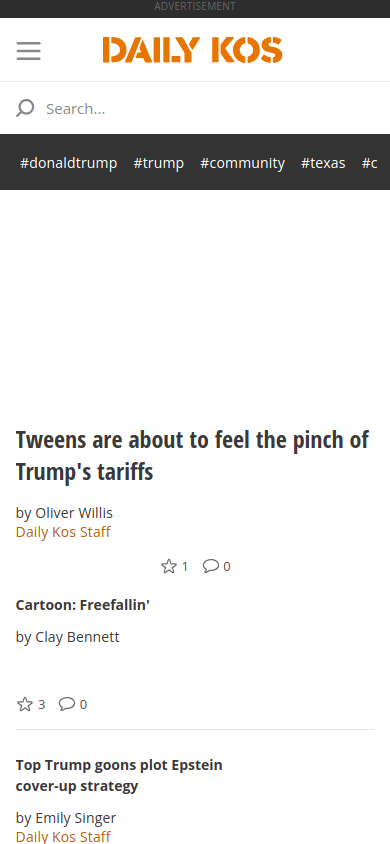 ADVERTISEMENT
DAILY KOS
Search...
#donaldtrump #trump #community #texas #c
Tweens are about to feel the pinch of
Trump's tariffs
by Oliver Willis
Daily Kos Staff
1 0
Cartoon: Freefallin'
by Clay Bennett
3 0
Top Trump goons plot Epstein
cover-up strategy
by Emily Singer
Daily Kos Staff